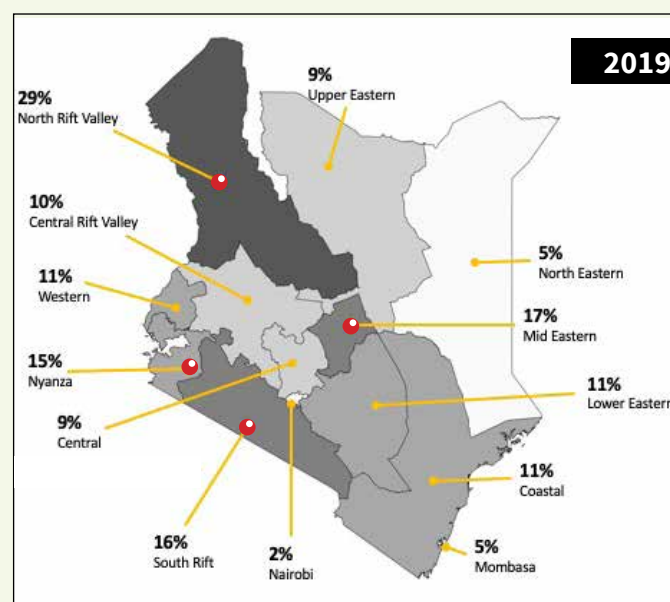 2019
9%
Upper Eastern
29%
North Rift Valley
10%
Central Rift Valley
11%
Western
5%
North Eastern
17%
Mid Eastern
15%
Nyanza
11%
Lower Eastern
9%
Central
11%
Coastal
16%
South Rift
2%
Nairobi
5%
Mombasa